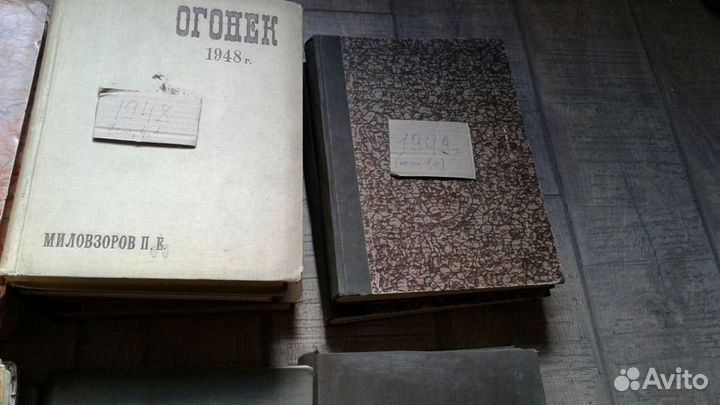 ОГОНЕК
1948 г.
1948
МИЛОВЗОРОВ П. Е.
1949
Avito